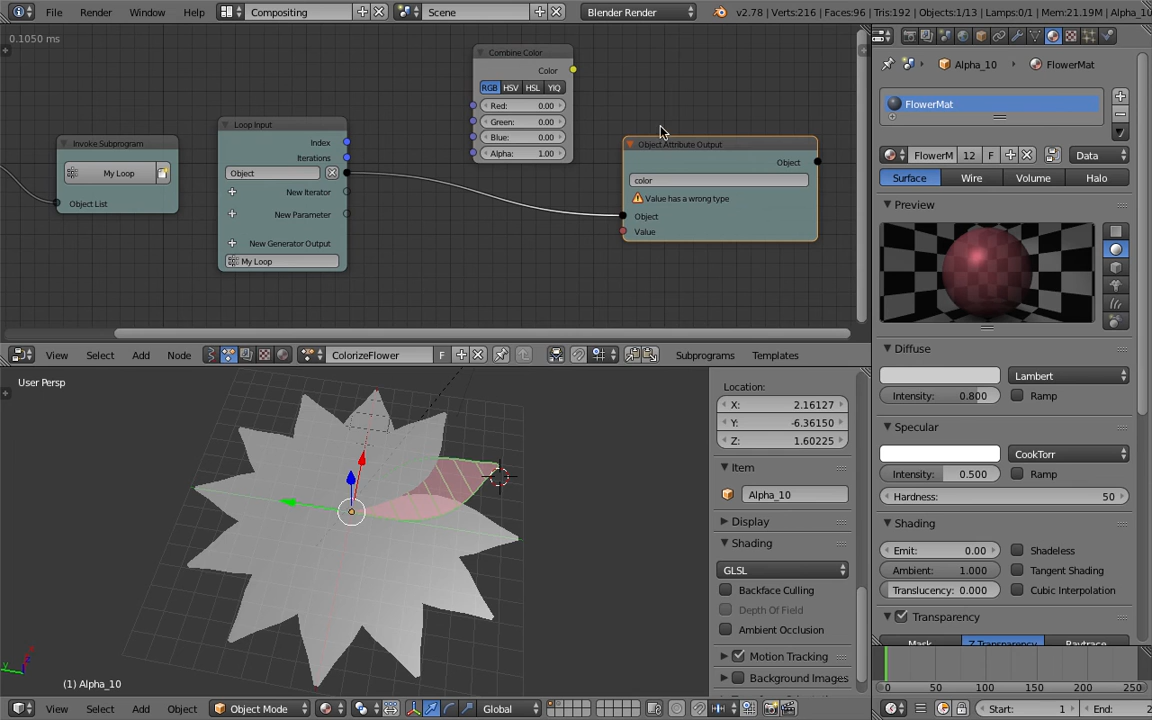 File Render Window Help Compositing Scene Blender Render v2.78 | Verts:216 | Faces:96 | Tris:192 | Objects:1/13 | Lamps:0/1 | Mem:21.19M | Alpha_10
0.1050 ms
Combine Color
Color
RGB HSV HSL YIQ
Red: 0.00
Green: 0.00
Blue: 0.00
Alpha: 1.00
Invoke Subprogram
My Loop
Object List
Loop Input
Index
Iterations
Object
New Iterator
New Parameter
New Generator Output
My Loop
Object Attribute Output
Object
color
Value has a wrong type
Object
Value
View Select Add Node ColorizeFlower F Subprograms Templates
User Persp
(1) Alpha_10
View Select Add Object Object Mode Global
Location:
X: 2.16127
Y: -6.36150
Z: 1.60225
Item
Alpha_10
Display
Shading
GLSL
Backface Culling
Depth Of Field
Ambient Occlusion
Motion Tracking
Background Images
Alpha_10 FlowerMat
FlowerMat
FlowerM 12 F Data
Surface Wire Volume Halo
Preview
Diffuse
Lambert
Intensity: 0.800 Ramp
Specular
CookTorr
Intensity: 0.500 Ramp
Hardness: 50
Shading
Emit: 0.00 Shadeless
Ambient: 1.000 Tangent Shading
Translucency: 0.000 Cubic Interpolation
Transparency
Mask Z Transparency Raytrace
0 50 100 150 200 250
Start: 1 End: 2